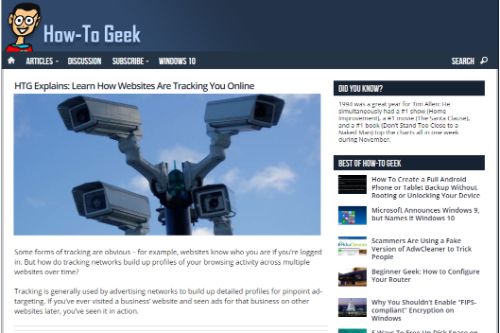 How-To Geek
ARTICLES DISCUSSION SUBSCRIBE WINDOWS 10 SEARCH
HTG Explains: Learn How Websites Are Tracking You Online
Some forms of tracking are obvious – for example, websites know who you are if you're logged
in. But how do tracking networks build up profiles of your browsing activity across multiple
websites over time?
Tracking is generally used by advertising networks to build up detailed profiles for pinpoint ad-
targeting. If you've ever visited a business' website and seen ads for that business on other
websites later, you've seen it in action.
DID YOU KNOW?
1994 was a great year for Tim Allen: He
simultaneously had a #1 show (Home
Improvement), a #1 movie (The Santa Clause),
and a #1 book (Don't Stand Too Close to a
Naked Man) top the charts all in one week
during November.
BEST OF HOW-TO GEEK
How To Create a Full Android
Phone or Tablet Backup Without
Rooting or Unlocking Your Device
Microsoft Announces Windows 9,
but Names It Windows 10
Scammers Are Using a Fake
Version of AdwCleaner to Trick
People
Beginner Geek: How to Configure
Your Router
Why You Shouldn't Enable "FIPS-
compliant" Encryption on
Windows
5 Ways To Free Up Disk Space on